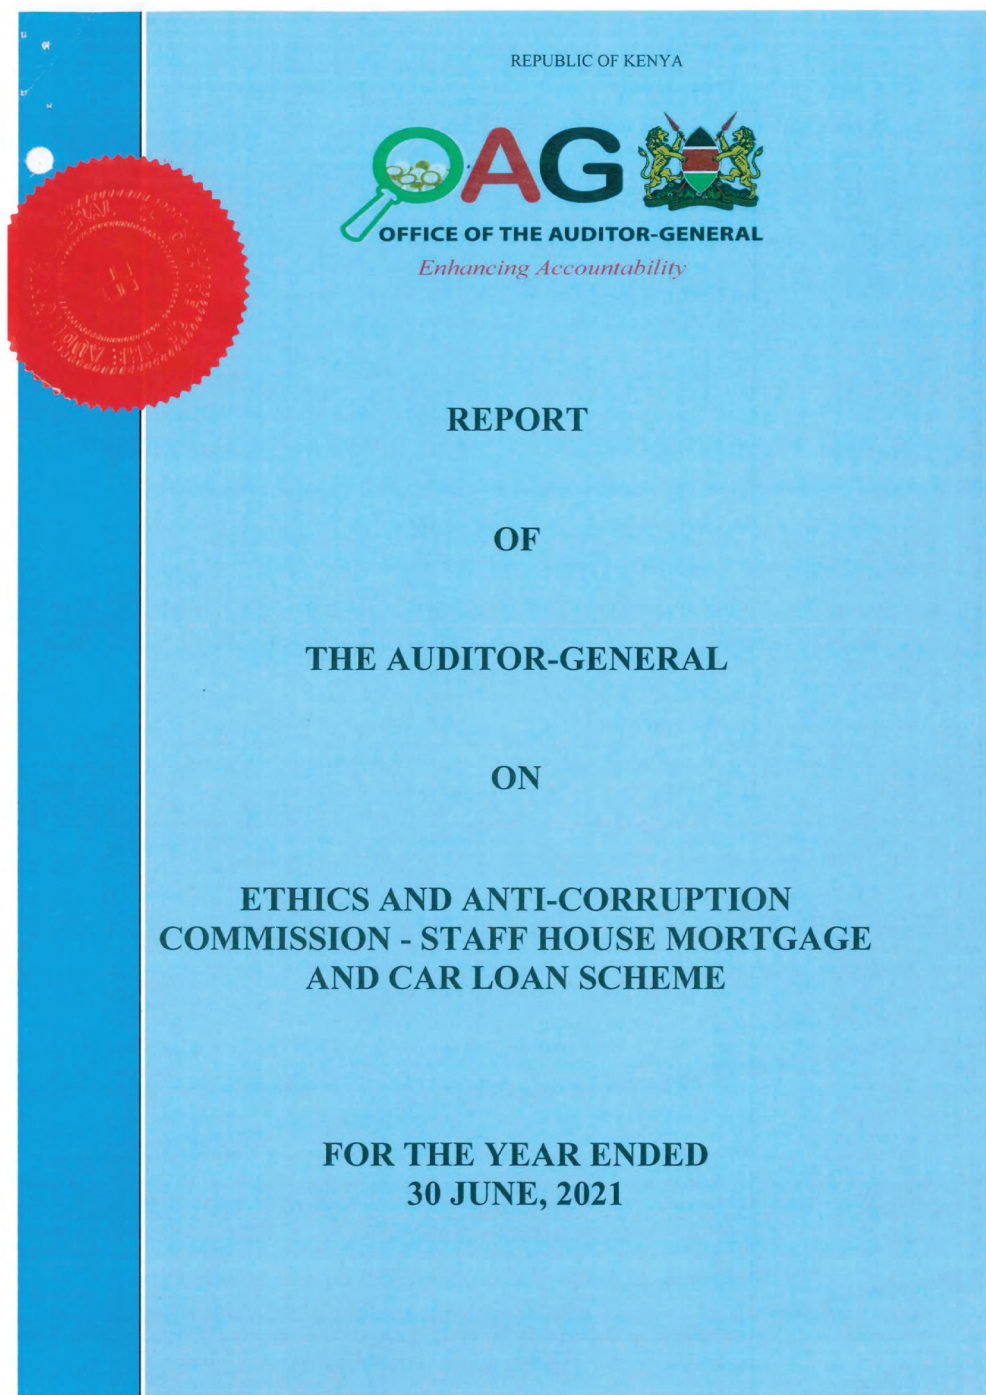 REPUBLIC OF KENYA
OAG
OFFICE OF THE AUDITOR-GENERAL
Enhancing Accountability
REPORT
OF
THE AUDITOR-GENERAL
ON
ETHICS AND ANTI-CORRUPTION
COMMISSION - STAFF HOUSE MORTGAGE
AND CAR LOAN SCHEME
FOR THE YEAR ENDED
30 JUNE, 2021